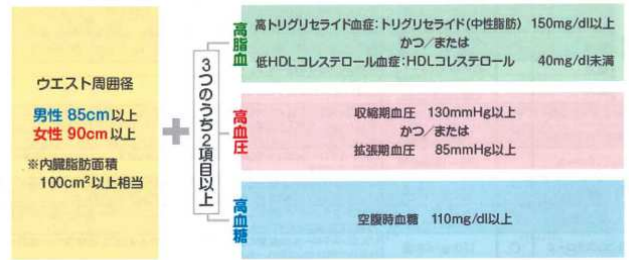 ウエスト周囲径
男性 85cm以上
女性 90cm以上
※内臓脂肪面積
100cm²以上相当
+
3つのうち2項目以上
高脂血
高トリグリセライド血症:トリグリセライド(中性脂肪) 150mg/dl以上
かつ/または
低HDLコレステロール血症:HDLコレステロール 40mg/dl未満
高血圧
収縮期血圧 130mmHg以上
かつ/または
拡張期血圧 85mmHg以上
高血糖
空腹時血糖 110mg/dl以上